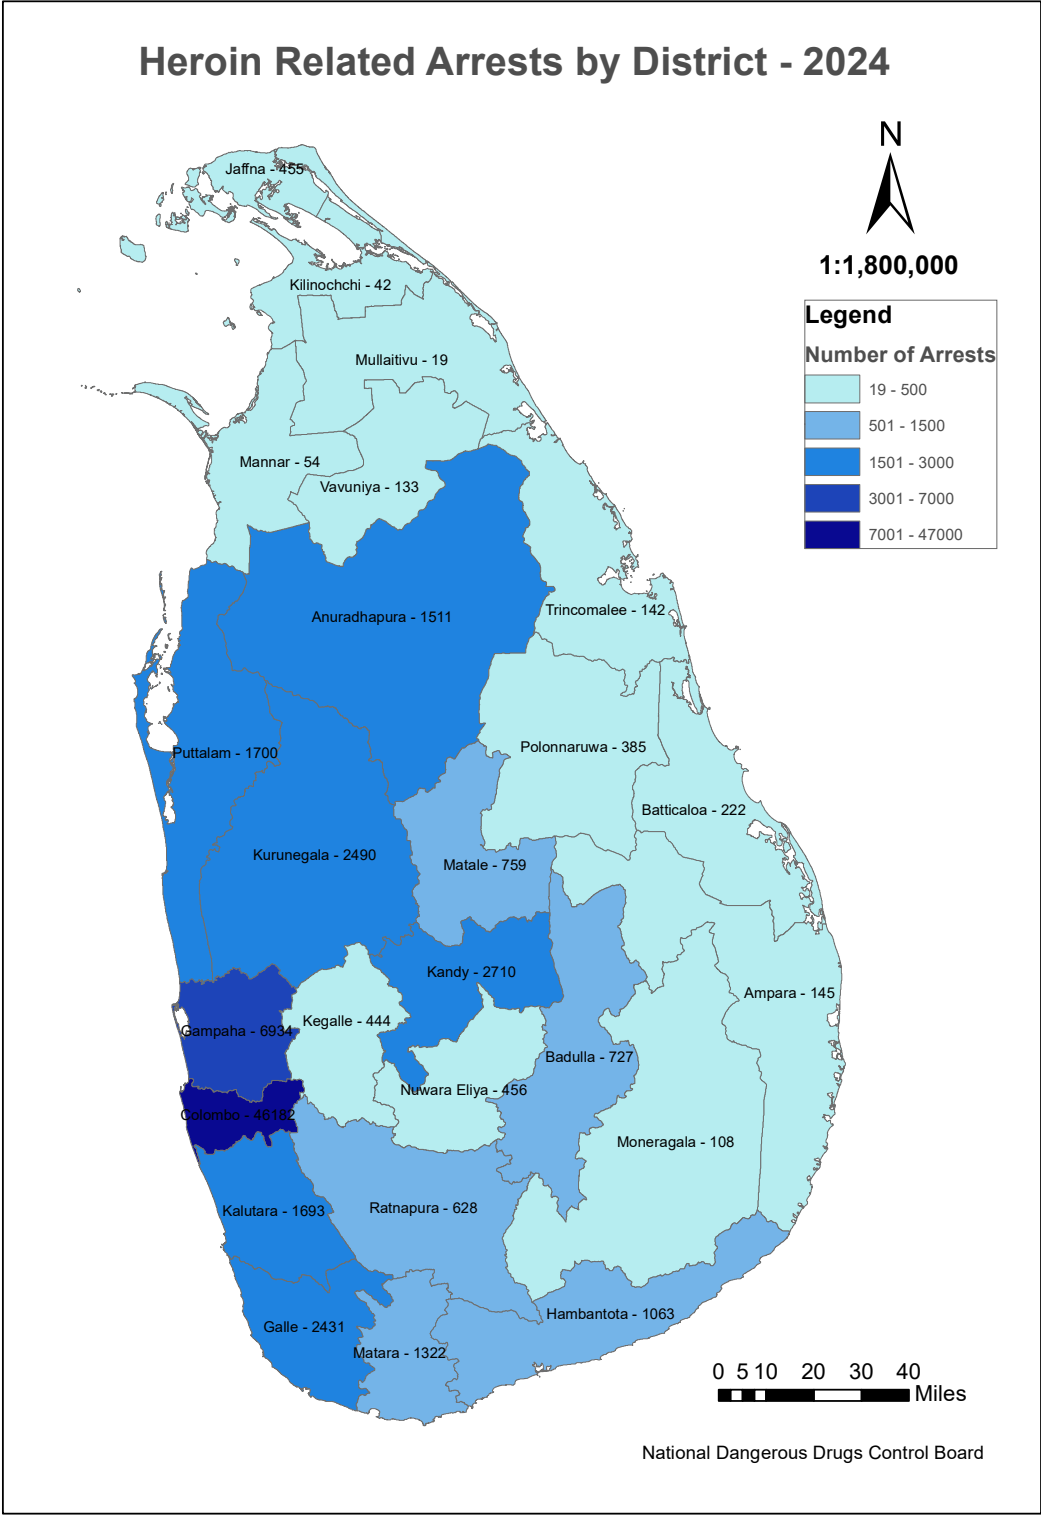 Heroin Related Arrests by District - 2024
N
1:1,800,000
Legend
Number of Arrests
19 - 500
501 - 1500
1501 - 3000
3001 - 7000
7001 - 47000
Jaffna - 455
Kilinochchi - 42
Mullaitivu - 19
Mannar - 54
Vavuniya - 133
Anuradhapura - 1511
Trincomalee - 142
Puttalam - 1700
Polonnaruwa - 385
Batticaloa - 222
Kurunegala - 2490
Matale - 759
Kandy - 2710
Ampara - 145
Gampaha - 6934
Kegalle - 444
Badulla - 727
Nuwara Eliya - 456
Colombo - 46182
Moneragala - 108
Kalutara - 1693
Ratnapura - 628
Hambantota - 1063
Galle - 2431
Matara - 1322
0 5 10 20 30 40
Miles
National Dangerous Drugs Control Board